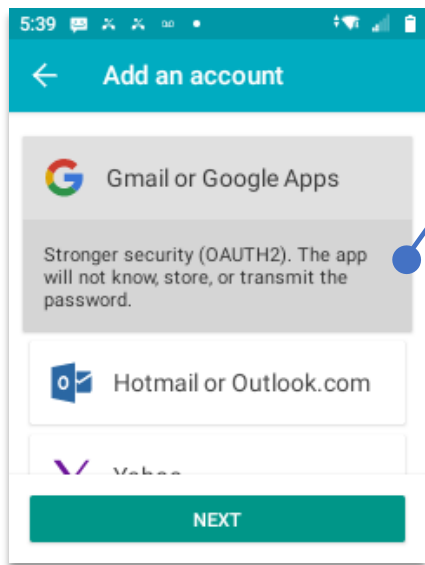 5:39
Add an account
Gmail or Google Apps
Stronger security (OAUTH2). The app
will not know, store, or transmit the
password.
Hotmail or Outlook.com
Yahoo
NEXT